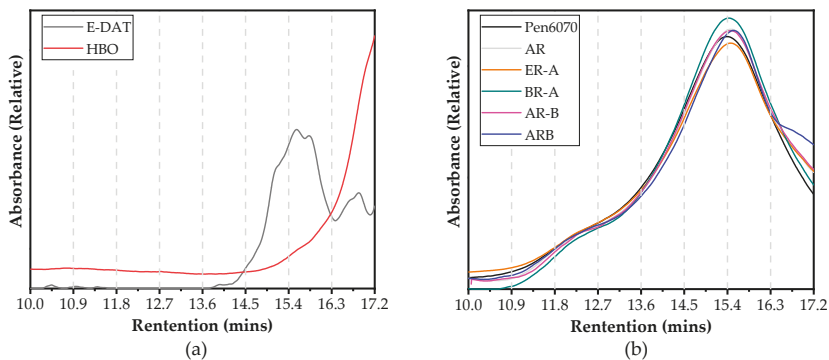 Absorbance (Relative)
E-DAT
HBO
10.0 10.9 11.8 12.7 13.6 14.5 15.4 16.3 17.2
Rentention (mins)
(a)
Absorbance (Relative)
Pen6070
AR
ER-A
BR-A
AR-B
ARB
10.0 10.9 11.8 12.7 13.6 14.5 15.4 16.3 17.2
Rentention (mins)
(b)